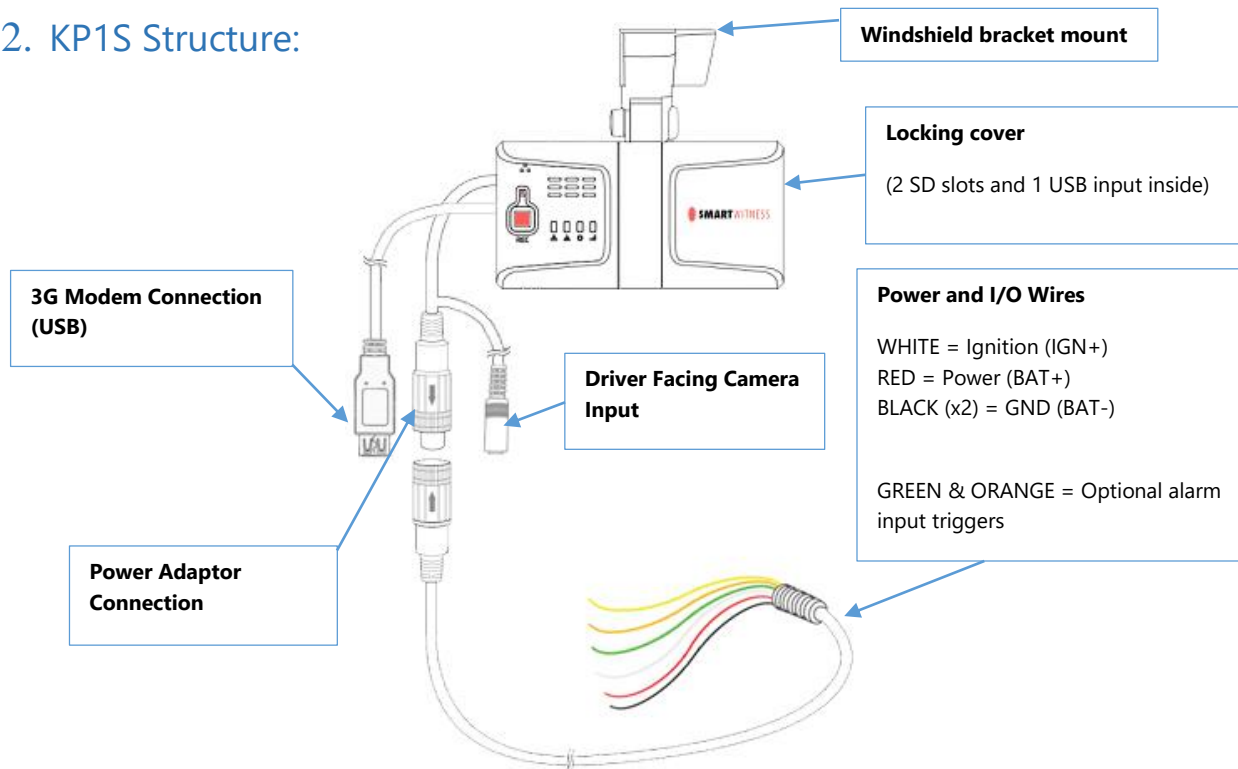 2. KP1S Structure:
Windshield bracket mount
Locking cover
(2 SD slots and 1 USB input inside)
SMARTWITNESS
REC
3G Modem Connection
(USB)
Power and I/O Wires
WHITE = Ignition (IGN+)
RED = Power (BAT+)
BLACK (x2) = GND (BAT-)
GREEN & ORANGE = Optional alarm
input triggers
Driver Facing Camera
Input
Power Adaptor
Connection